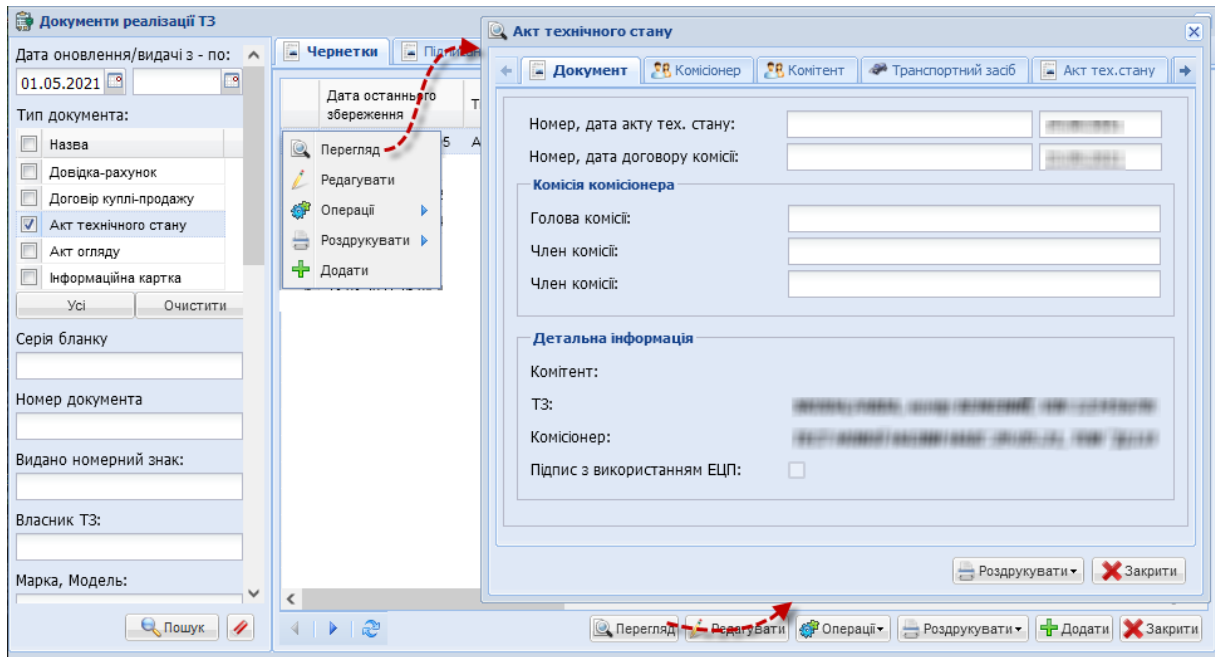 Документи реалізації ТЗ
Дата оновлення/видачі з - по:
01.05.2021
Тип документа:
Назва
Довідка-рахунок
Договір куплі-продажу
Акт технічного стану
Акт огляду
Інформаційна картка
Усі
Очистити
Серія бланку
Номер документа
Видано номерний знак:
Власник ТЗ:
Марка, Модель:
Пошук
Чернетки
Дата останнього
збереження
Перегляд
Редагувати
Операції
Роздрукувати
Додати
Акт технічного стану
Документ
Комісіонер
Комітент
Транспортний засіб
Акт тех.стану
Номер, дата акту тех. стану:
Номер, дата договору комісії:
Комісія комісіонера
Голова комісії:
Член комісії:
Член комісії:
Детальна інформація
Комітент:
ТЗ:
Комісіонер:
Підпис з використанням ЕЦП:
Роздрукувати
Закрити
Перегляд
Редагувати
Операції
Роздрукувати
Додати
Закрити